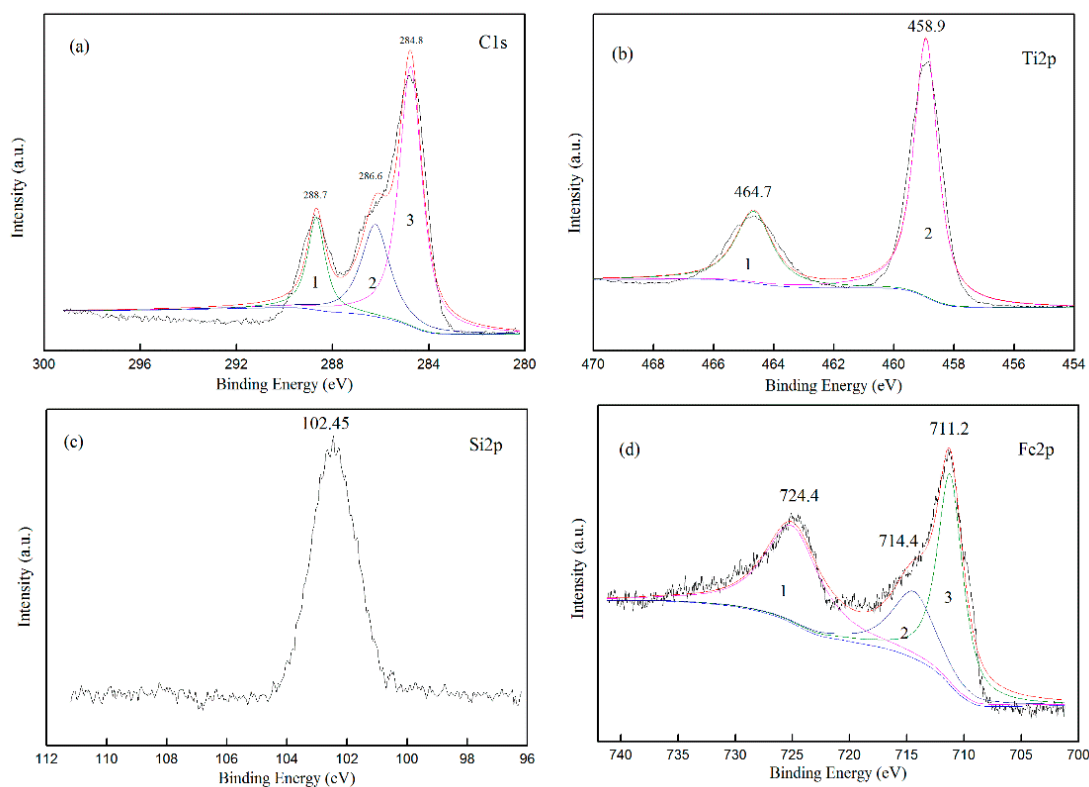 (a)
C1s
284.8
288.7
286.6
1
2
3
Intensity (a.u.)
300 296 292 288 284 280
Binding Energy (eV)
(b)
Ti2p
458.9
464.7
1
2
Intensity (a.u.)
470 468 466 464 462 460 458 456 454
Binding Energy (eV)
(c)
Si2p
102.45
Intensity (a.u.)
112 110 108 106 104 102 100 98 96
Binding Energy (eV)
(d)
Fe2p
711.2
724.4
714.4
1
2
3
Intensity (a.u.)
740 735 730 725 720 715 710 705 700
Binding Energy (eV)